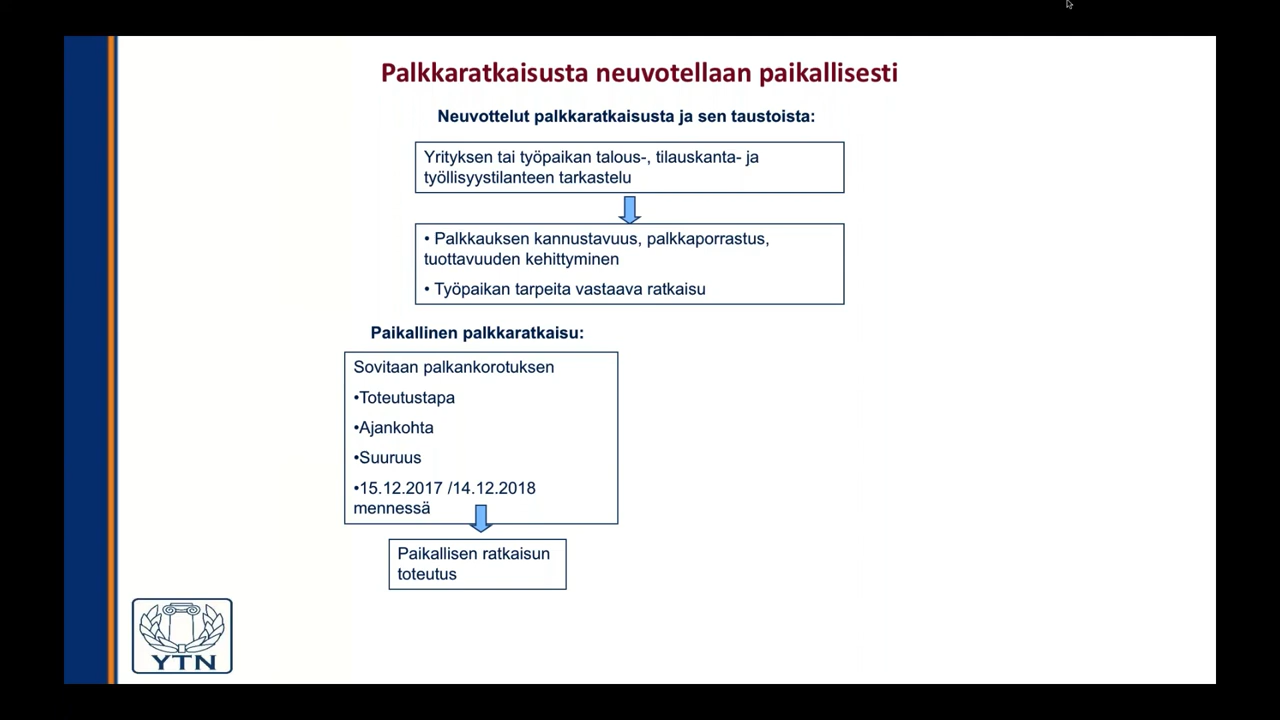 Palkkaratkaisusta neuvotellaan paikallisesti
Neuvottelut palkkaratkaisusta ja sen taustoista:
Yrityksen tai työpaikan talous-, tilauskanta- ja
työllisyystilanteen tarkastelu
• Palkkauksen kannustavuus, palkkaporrastus,
tuottavuuden kehittyminen
• Työpaikan tarpeita vastaava ratkaisu
Paikallinen palkkaratkaisu:
Sovitaan palkankorotuksen
•Toteutustapa
•Ajankohta
•Suuruus
•15.12.2017 /14.12.2018
mennessä
Paikallisen ratkaisun
toteutus
YTN